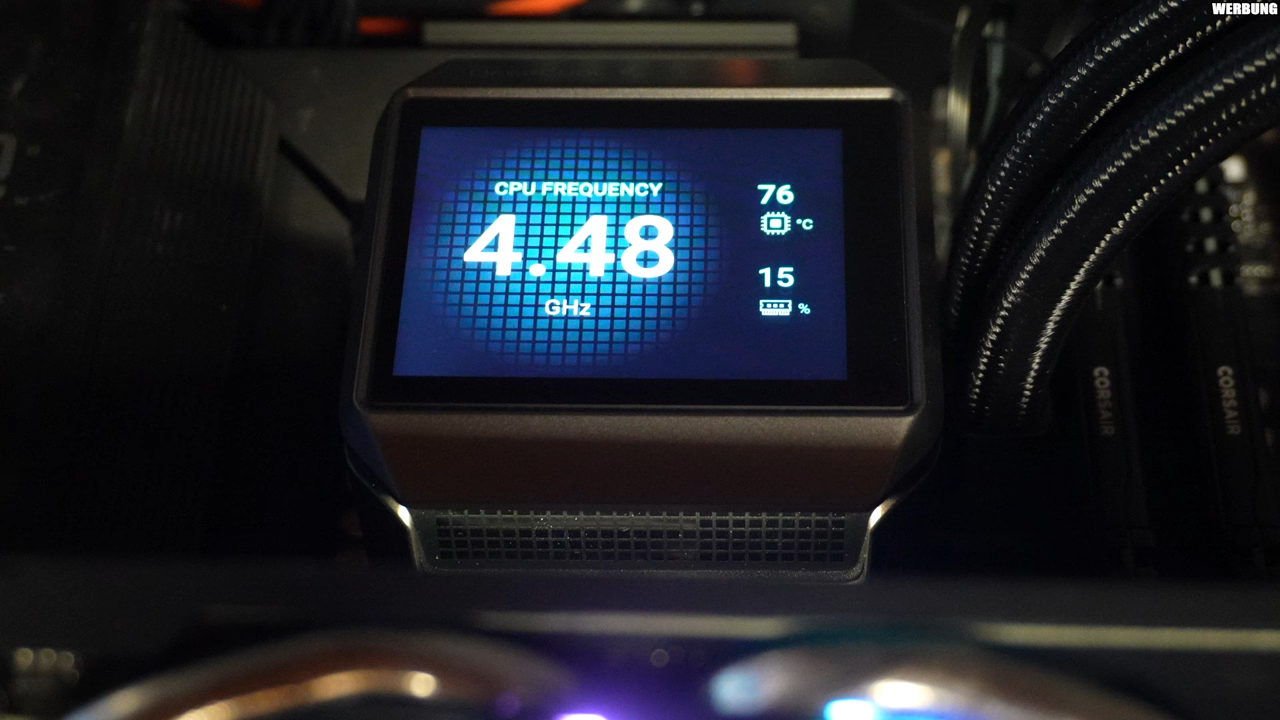 WERBUNG
CPU FREQUENCY
4.48
GHz
76
°C
15
%
CORSAIR
CORSAIR